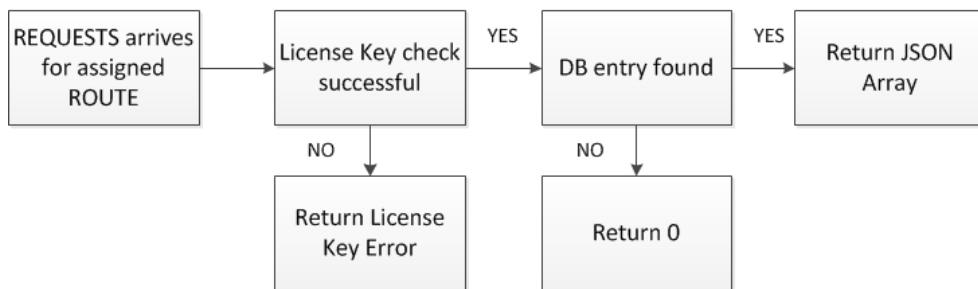 REQUESTS arrives
for assigned
ROUTE
License Key check
successful
YES
DB entry found
YES
Return JSON
Array
NO
NO
Return License
Key Error
Return 0